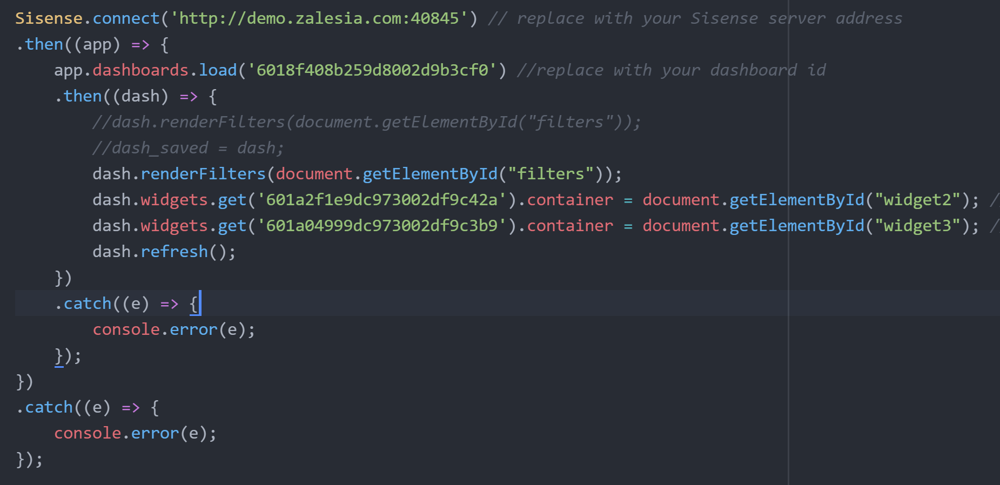 Sisense.connect('http://demo.zalesia.com:40845') // replace with your Sisense server address
.then((app) => {
    app.dashboards.load('6018f408b259d8002d9b3cf0') //replace with your dashboard id
    .then((dash) => {
        //dash.renderFilters(document.getElementById("filters"));
        //dash_saved = dash;
        dash.renderFilters(document.getElementById("filters"));
        dash.widgets.get('601a2f1e9dc973002df9c42a').container = document.getElementById("widget2"); //
        dash.widgets.get('601a04999dc973002df9c3b9').container = document.getElementById("widget3"); //
        dash.refresh();
    })
    .catch((e) => {
        console.error(e);
    });
})
.catch((e) => {
    console.error(e);
});